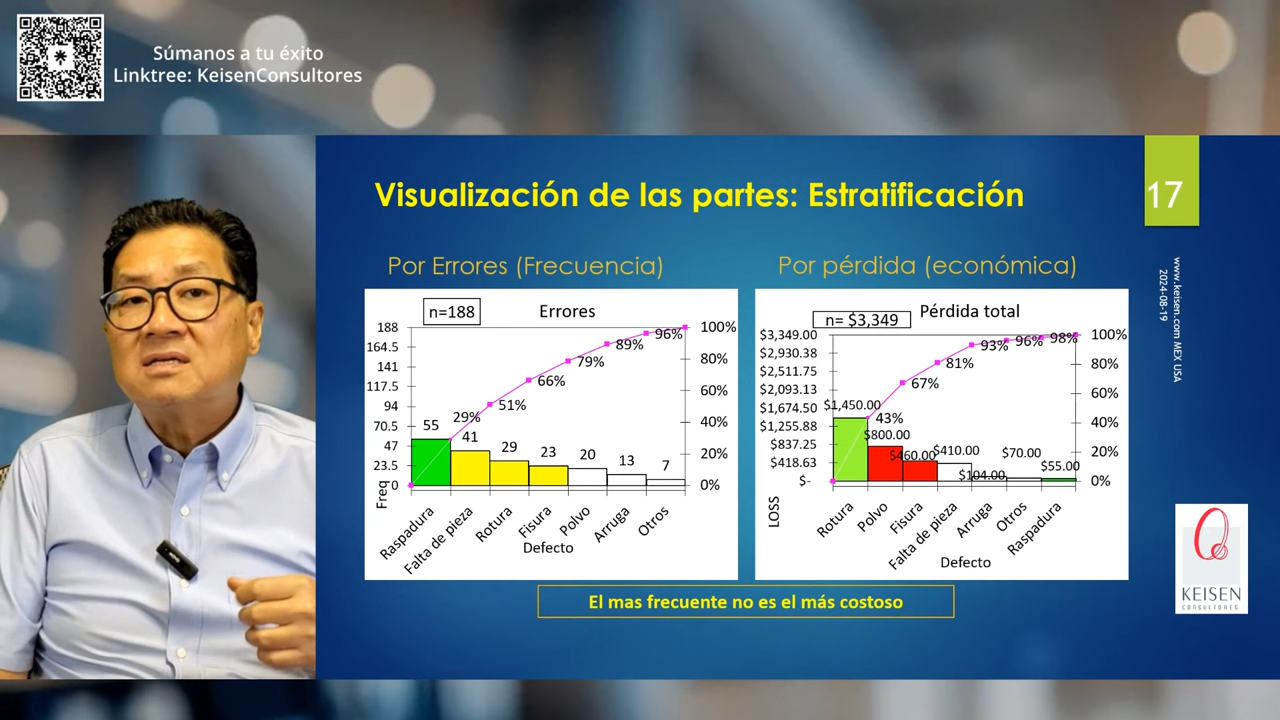 Súmanos a tu éxito
Linktree: KeisenConsultores
Visualización de las partes: Estratificación
17
www.keisen.com MEX USA
2024-08-19
Por Errores (Frecuencia)
n=188
Errores
188
164.5
141
117.5
94
70.5
47
23.5
0
Freq
55
41
29
23
20
13
7
29%
51%
66%
79%
89%
96%
100%
80%
60%
40%
20%
0%
Raspadura
Falta de pieza
Rotura
Fisura
Polvo
Arruga
Otros
Defecto
Por pérdida (económica)
n= $3,349
Pérdida total
$3,349.00
$2,930.38
$2,511.75
$2,093.13
$1,674.50
$1,255.88
$837.25
$418.63
$-
LOSS
$1,450.00
$800.00
$460.00
$410.00
$104.00
$70.00
$55.00
43%
67%
81%
93%
96%
98%
100%
80%
60%
40%
20%
0%
Rotura
Polvo
Fisura
Falta de pieza
Arruga
Otros
Raspadura
Defecto
El mas frecuente no es el más costoso
KEISEN
CONSULTORES